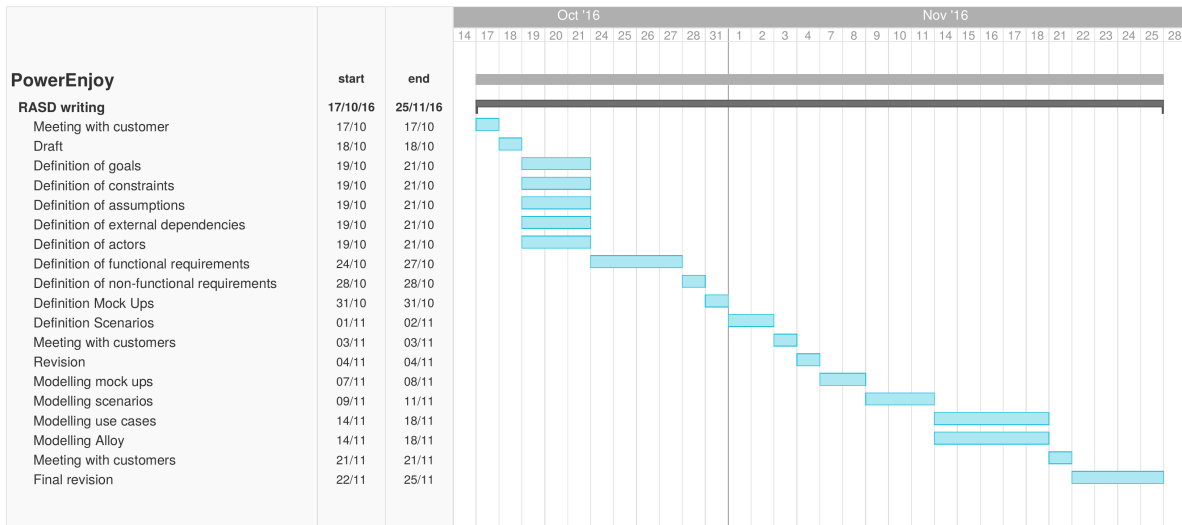 Oct '16 Nov '16
14 17 18 19 20 21 24 25 26 27 28 31 1 2 3 4 7 8 9 10 11 14 15 16 17 18 21 22 23 24 25 28
PowerEnjoy start end
RASD writing 17/10/16 25/11/16
Meeting with customer 17/10 17/10
Draft 18/10 18/10
Definition of goals 19/10 21/10
Definition of constraints 19/10 21/10
Definition of assumptions 19/10 21/10
Definition of external dependencies 19/10 21/10
Definition of actors 19/10 21/10
Definition of functional requirements 24/10 27/10
Definition of non-functional requirements 28/10 28/10
Definition Mock Ups 31/10 31/10
Definition Scenarios 01/11 02/11
Meeting with customers 03/11 03/11
Revision 04/11 04/11
Modelling mock ups 07/11 08/11
Modelling scenarios 09/11 11/11
Modelling use cases 14/11 18/11
Modelling Alloy 14/11 18/11
Meeting with customers 21/11 21/11
Final revision 22/11 25/11